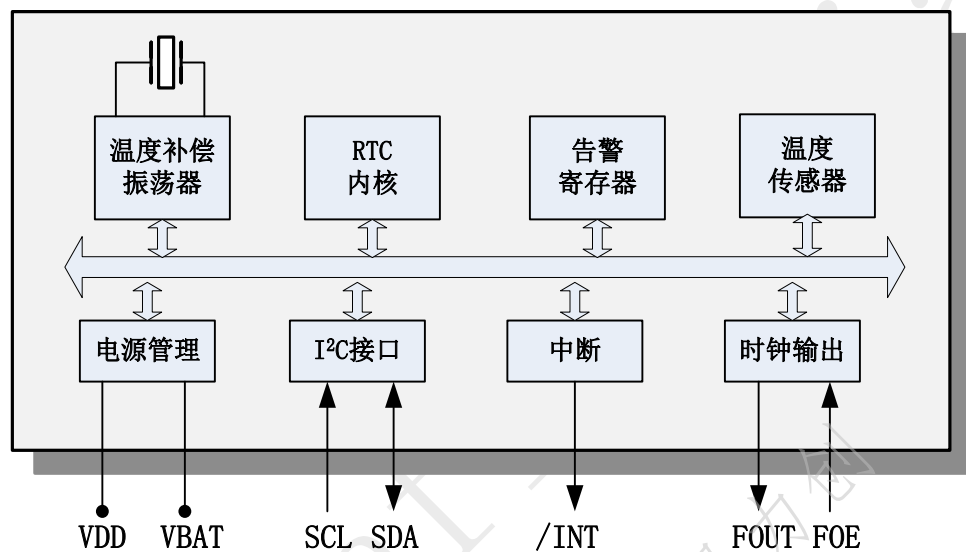 温度补偿
振荡器
RTC
内核
告警
寄存器
温度
传感器
电源管理
I²C接口
中断
时钟输出
VDD VBAT SCL SDA /INT FOUT FOE
力创